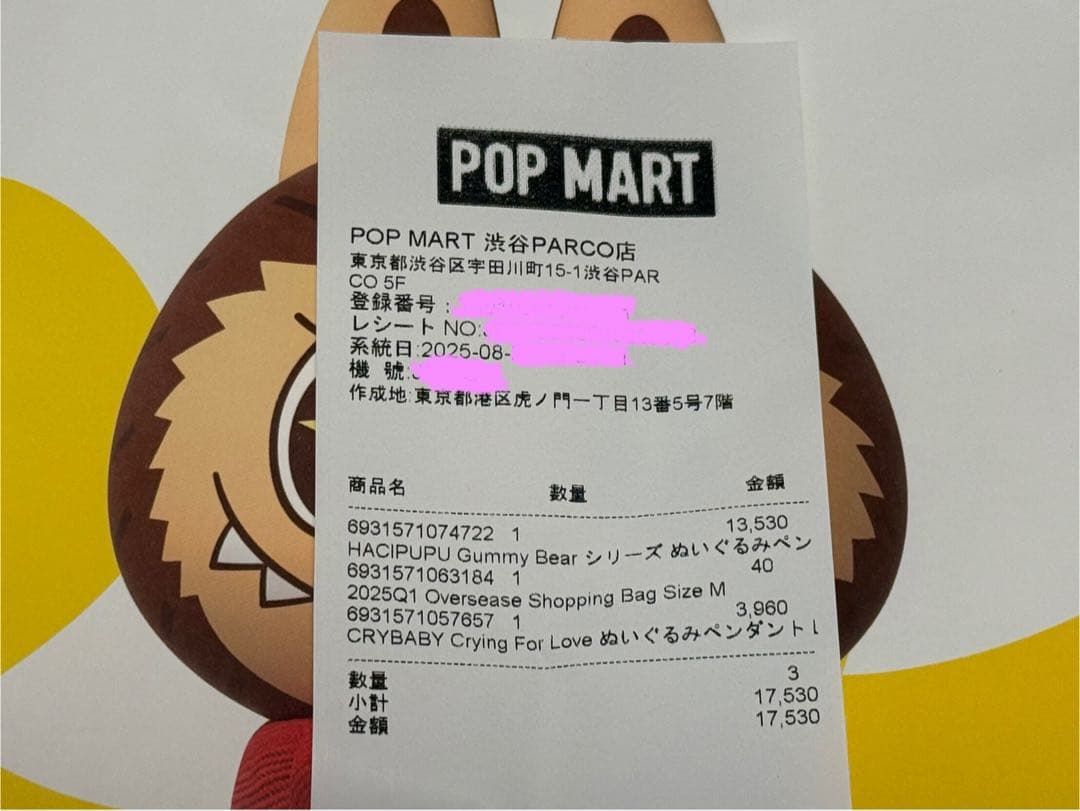 POP MART
POP MART 渋谷PARCO店
東京都渋谷区宇田川町15-1渋谷PAR
CO 5F
登録番号:
レシート NO:
系統日:2025-08-
機 號:
作成地:東京都港区虎ノ門一丁目13番5号7階
商品名 數量 金額
6931571074722 1 13,530
HACIPUPU Gummy Bear シリーズ ぬいぐるみペン
6931571063184 1 40
2025Q1 Oversease Shopping Bag Size M
6931571057657 1 3,960
CRYBABY Crying For Love ぬいぐるみペンダント
數量 3
小計 17,530
金額 17,530